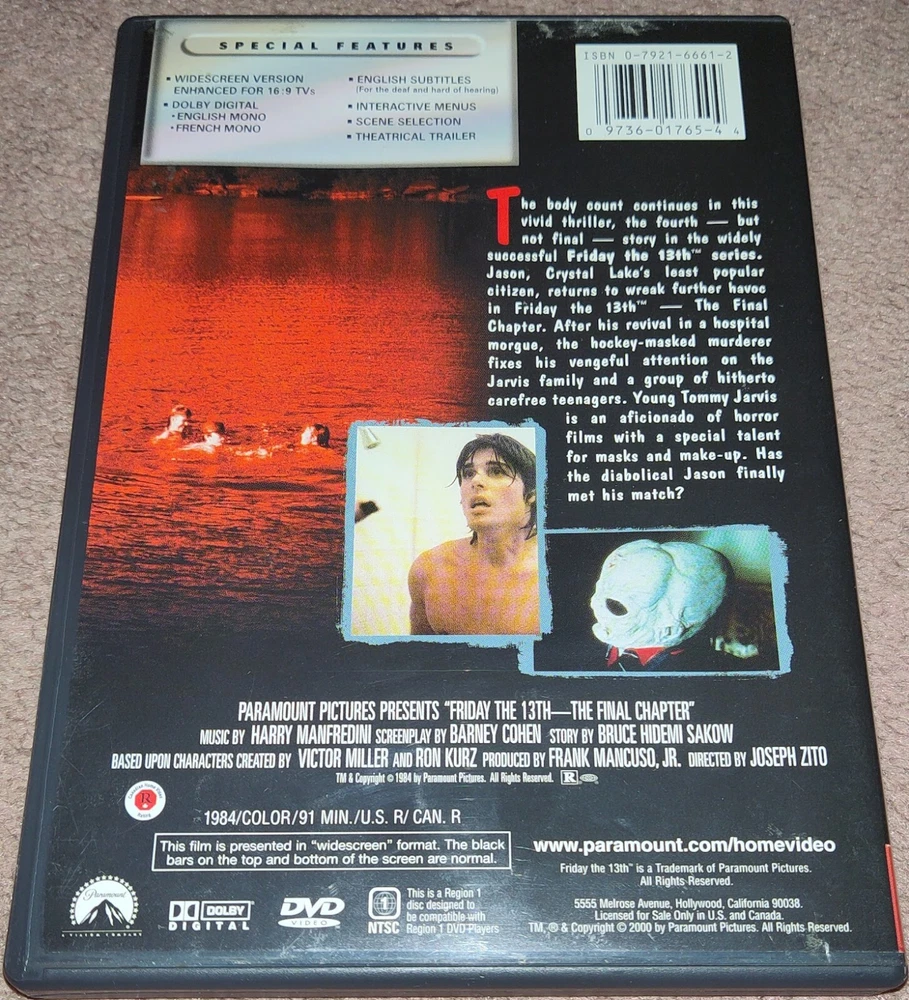 SPECIAL FEATURES
▪ WIDESCREEN VERSION
ENHANCED FOR 16:9 TVs
▪ DOLBY DIGITAL
• ENGLISH MONO
• FRENCH MONO
▪ ENGLISH SUBTITLES
(For the deaf and hard of hearing)
▪ INTERACTIVE MENUS
▪ SCENE SELECTION
▪ THEATRICAL TRAILER
ISBN 0-7921-6661-2
0 9736-01765-4 4
The body count continues in this
vivid thriller, the fourth — but
not final — story in the widely
successful Friday the 13th™ series.
Jason, Crystal Lake's least popular
citizen, returns to wreak further havoc
in Friday the 13th™ — The Final
Chapter. After his revival in a hospital
morgue, the hockey-masked murderer
fixes his vengeful attention on the
Jarvis family and a group of hitherto
carefree teenagers. Young Tommy Jarvis
is an aficionado of horror
films with a special talent
for masks and make-up. Has
the diabolical Jason finally
met his match?
PARAMOUNT PICTURES PRESENTS "FRIDAY THE 13TH—THE FINAL CHAPTER"
MUSIC BY HARRY MANFREDINI SCREENPLAY BY BARNEY COHEN STORY BY BRUCE HIDEMI SAKOW
BASED UPON CHARACTERS CREATED BY VICTOR MILLER AND RON KURZ PRODUCED BY FRANK MANCUSO, JR. DIRECTED BY JOSEPH ZITO
TM & Copyright © 1984 by Paramount Pictures. All Rights Reserved. R
R
1984/COLOR/91 MIN./U.S. R/ CAN. R
This film is presented in "widescreen" format. The black
bars on the top and bottom of the screen are normal.
www.paramount.com/homevideo
Friday the 13th™ is a Trademark of Paramount Pictures.
All Rights Reserved.
Paramount
A VIACOM COMPANY
DOLBY
DIGITAL
DVD
VIDEO
1
NTSC
This is a Region 1
disc designed to
be compatible with
Region 1 DVD Players
5555 Melrose Avenue, Hollywood, California 90038.
Licensed for Sale Only in U.S. and Canada.
TM, ® & Copyright © 2000 by Paramount Pictures. All Rights Reserved.